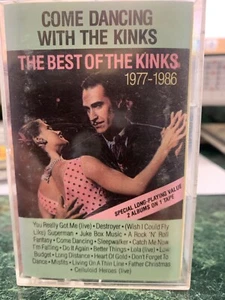 COME DANCING
WITH THE KINKS
THE BEST OF THE KINKS
1977-1986
SPECIAL LONG-PLAYING VALUE
2 ALBUMS ON 1 TAPE
You Really Got Me (live) • Destroyer • (Wish I Could Fly
Like) Superman • Juke Box Music • A Rock 'N' Roll
Fantasy • Come Dancing • Sleepwalker • Catch Me Now
I'm Falling • Do It Again • Better Things • Lola (live) • Low
Budget • Long Distance • Heart Of Gold • Don't Forget To
Dance • Misfits • Living On A Thin Line • Father Christmas
• Celluloid Heroes (live)